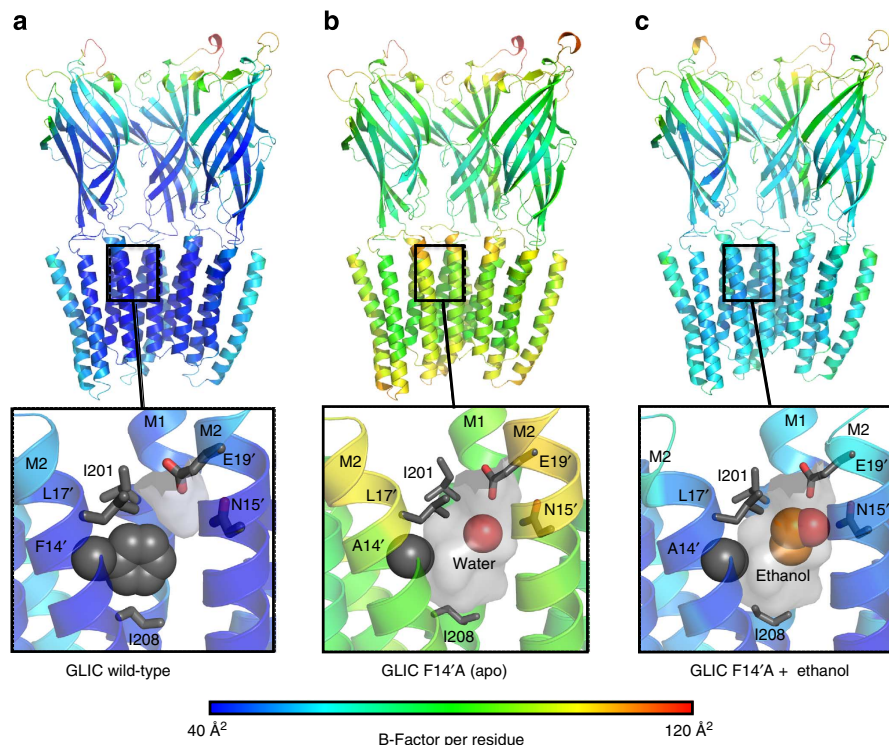 a
b
c
M1
M2
M2
E19′
I201
L17′
N15′
F14′
I208
M1
M2
M2
E19′
I201
L17′
N15′
A14′
Water
I208
M1
M2
M2
E19′
I201
L17′
N15′
A14′
Ethanol
I208
GLIC wild-type
GLIC F14′A (apo)
GLIC F14′A + ethanol
40 Å²
120 Å²
B-Factor per residue